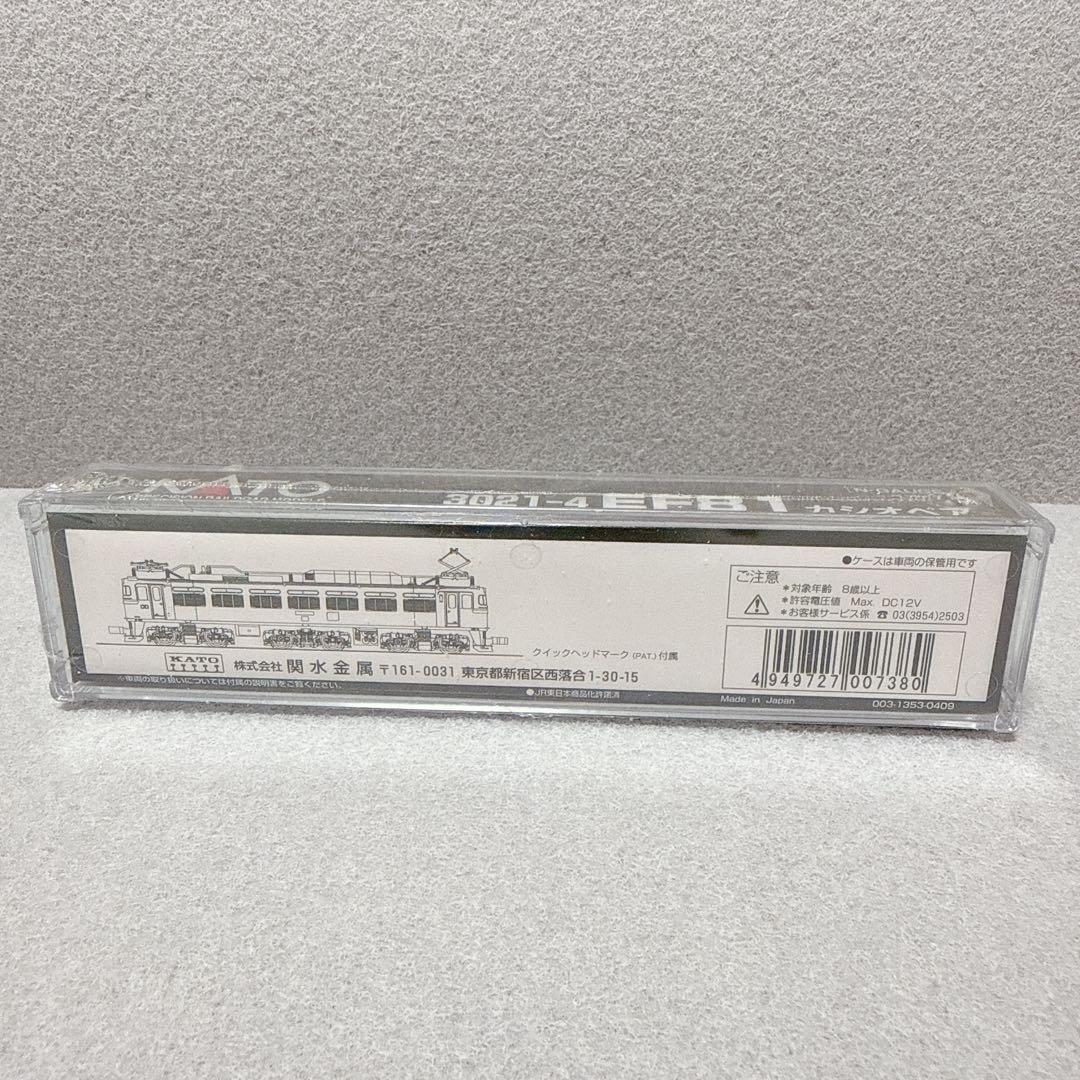 KATO
3021-4 EF81 カシオペヤ
●ケースは車両の保管用です
ご注意
*対象年齢 8歳以上
*許容電圧値 Max. DC12V
*お客様サービス係 ☎ 03(3954)2503
クイックヘッドマーク (PAT.) 付属
KATO 株式会社 関水金属 〒161-0031 東京都新宿区西落合1-30-15
※車両の取り扱いについては付属の説明書をご覧ください。
●JR東日本商品化許諾済
4 949727 007380
Made in Japan
003-1353-0409